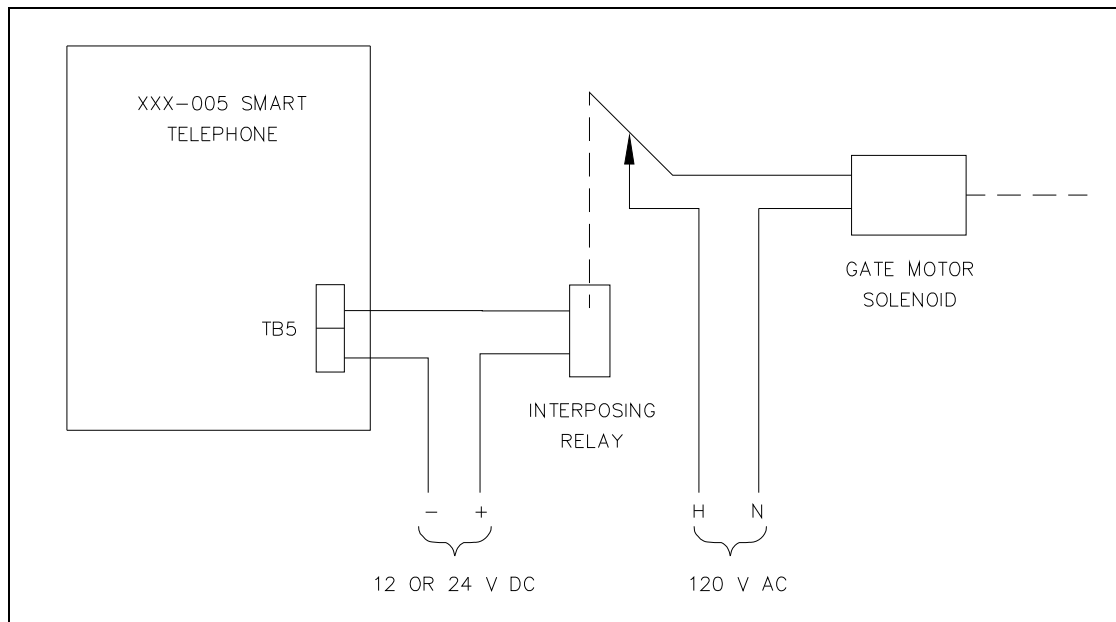 XXX-005 SMART
TELEPHONE
TB5
INTERPOSING
RELAY
GATE MOTOR
SOLENOID
- +
H N
12 OR 24 V DC
120 V AC